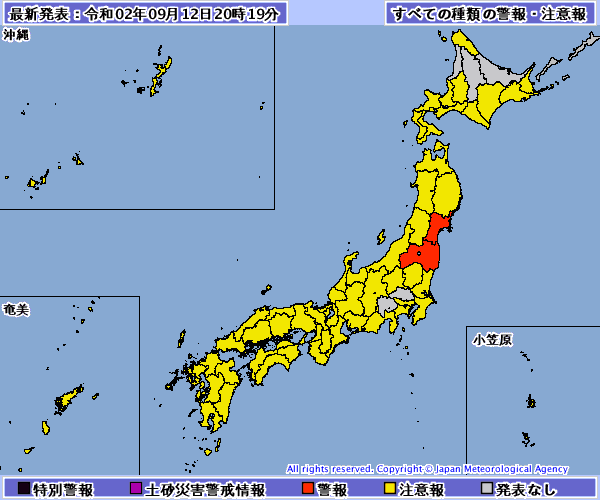 最新発表：令和02年09月12日20時19分
すべての種類の警報・注意報
沖縄
奄美
小笠原
All rights reserved. Copyright © Japan Meteorological Agency
特別警報
土砂災害警戒情報
警報
注意報
発表なし